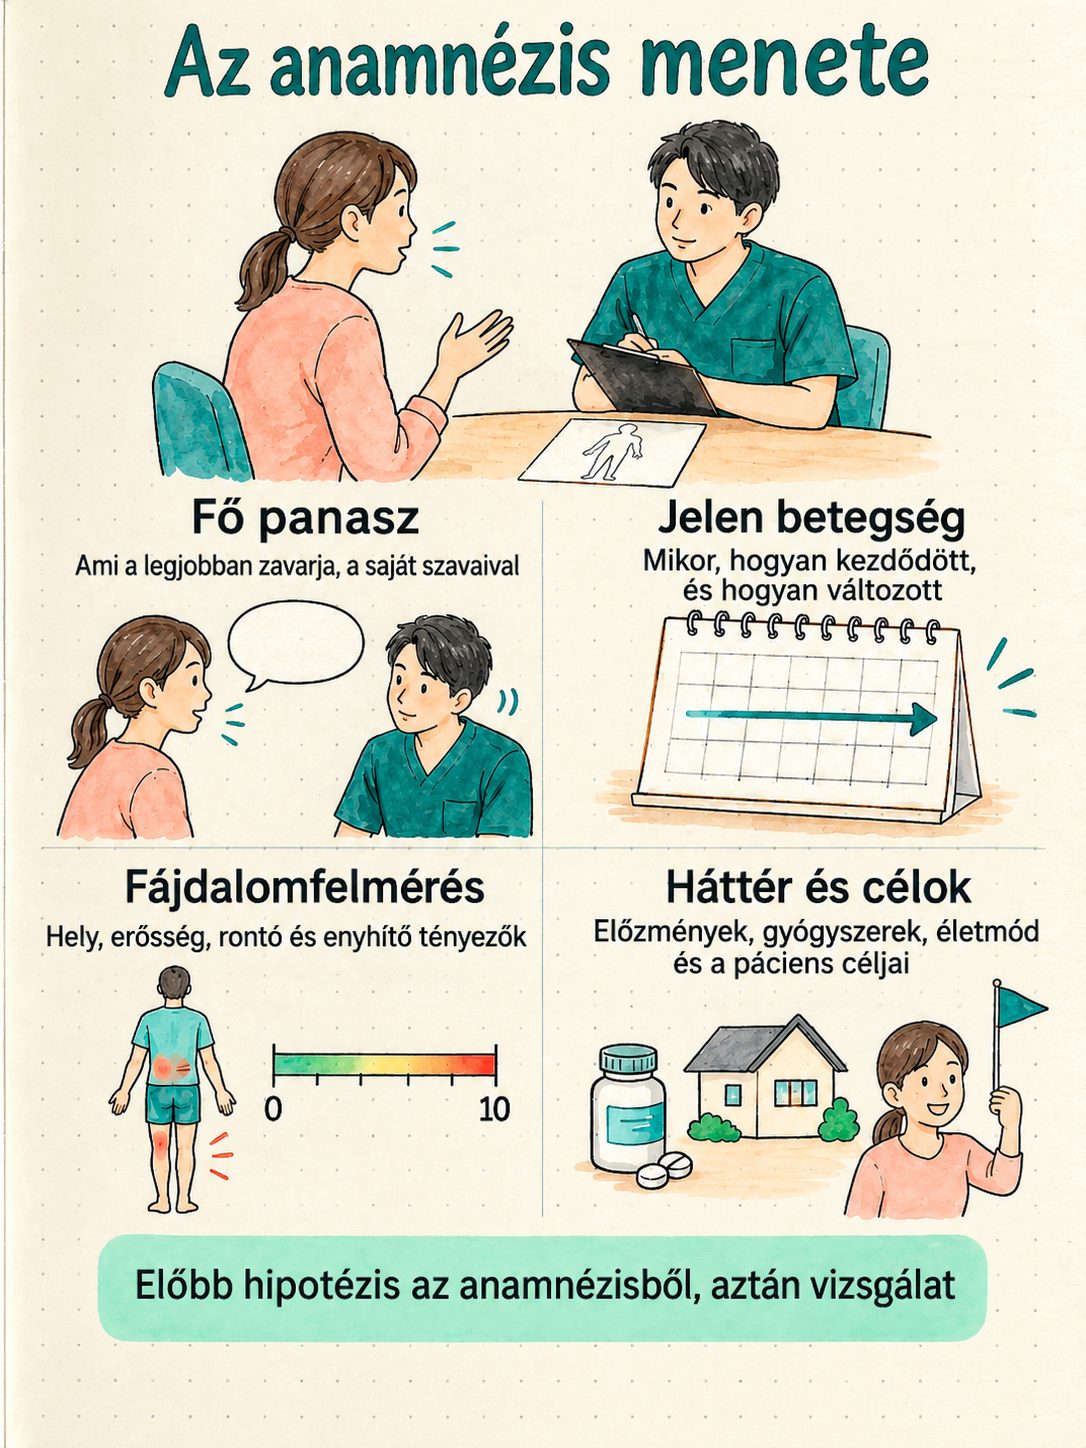 Az anamnézis menete
Fő panasz
Ami a legjobban zavarja, a saját szavaival
Jelen betegség
Mikor, hogyan kezdődött,
és hogyan változott
Fájdalomfelmérés
Hely, erősség, rontó és enyhítő tényezők
0
10
Háttér és célok
Előzmények, gyógyszerek, életmód
és a páciens céljai
Előbb hipotézis az anamnézisből, aztán vizsgálat